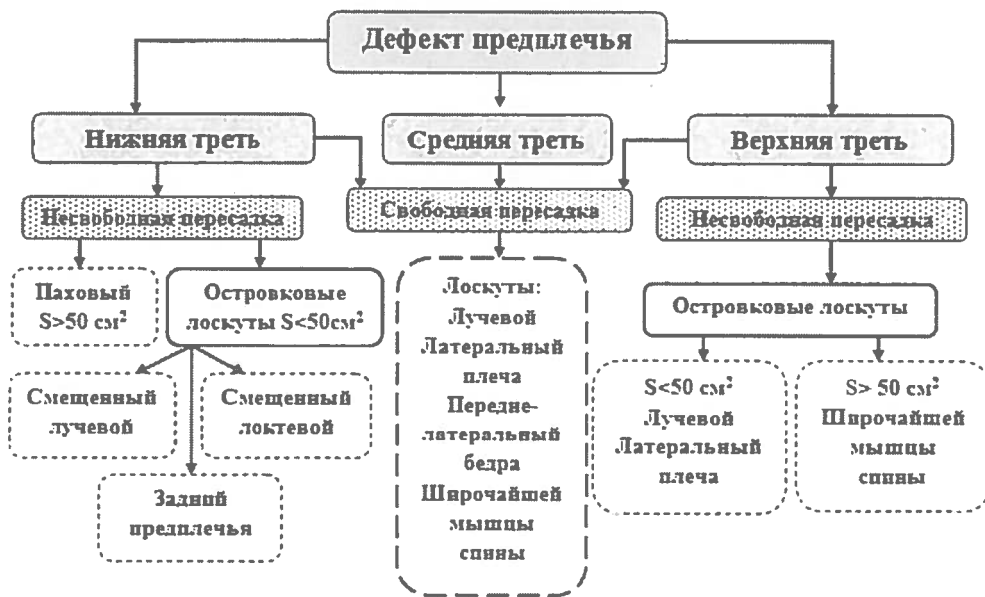 Дефект предплечья
Нижняя треть
Средняя треть
Верхняя треть
Несвободная пересадка
Свободная пересадка
Несвободная пересадка
Паховый
S>50 см²
Островковые
лоскуты S<50см²
Смещенный
лучевой
Смещенный
локтевой
Задний
предплечья
Лоскуты:
Лучевой
Латеральный
плеча
Передне-
латеральный
бедра
Широчайшей
мышцы
спины
Островковые лоскуты
S<50 см²
Лучевой
Латеральный
плеча
S> 50 см²
Широчайшей
мышцы
спины